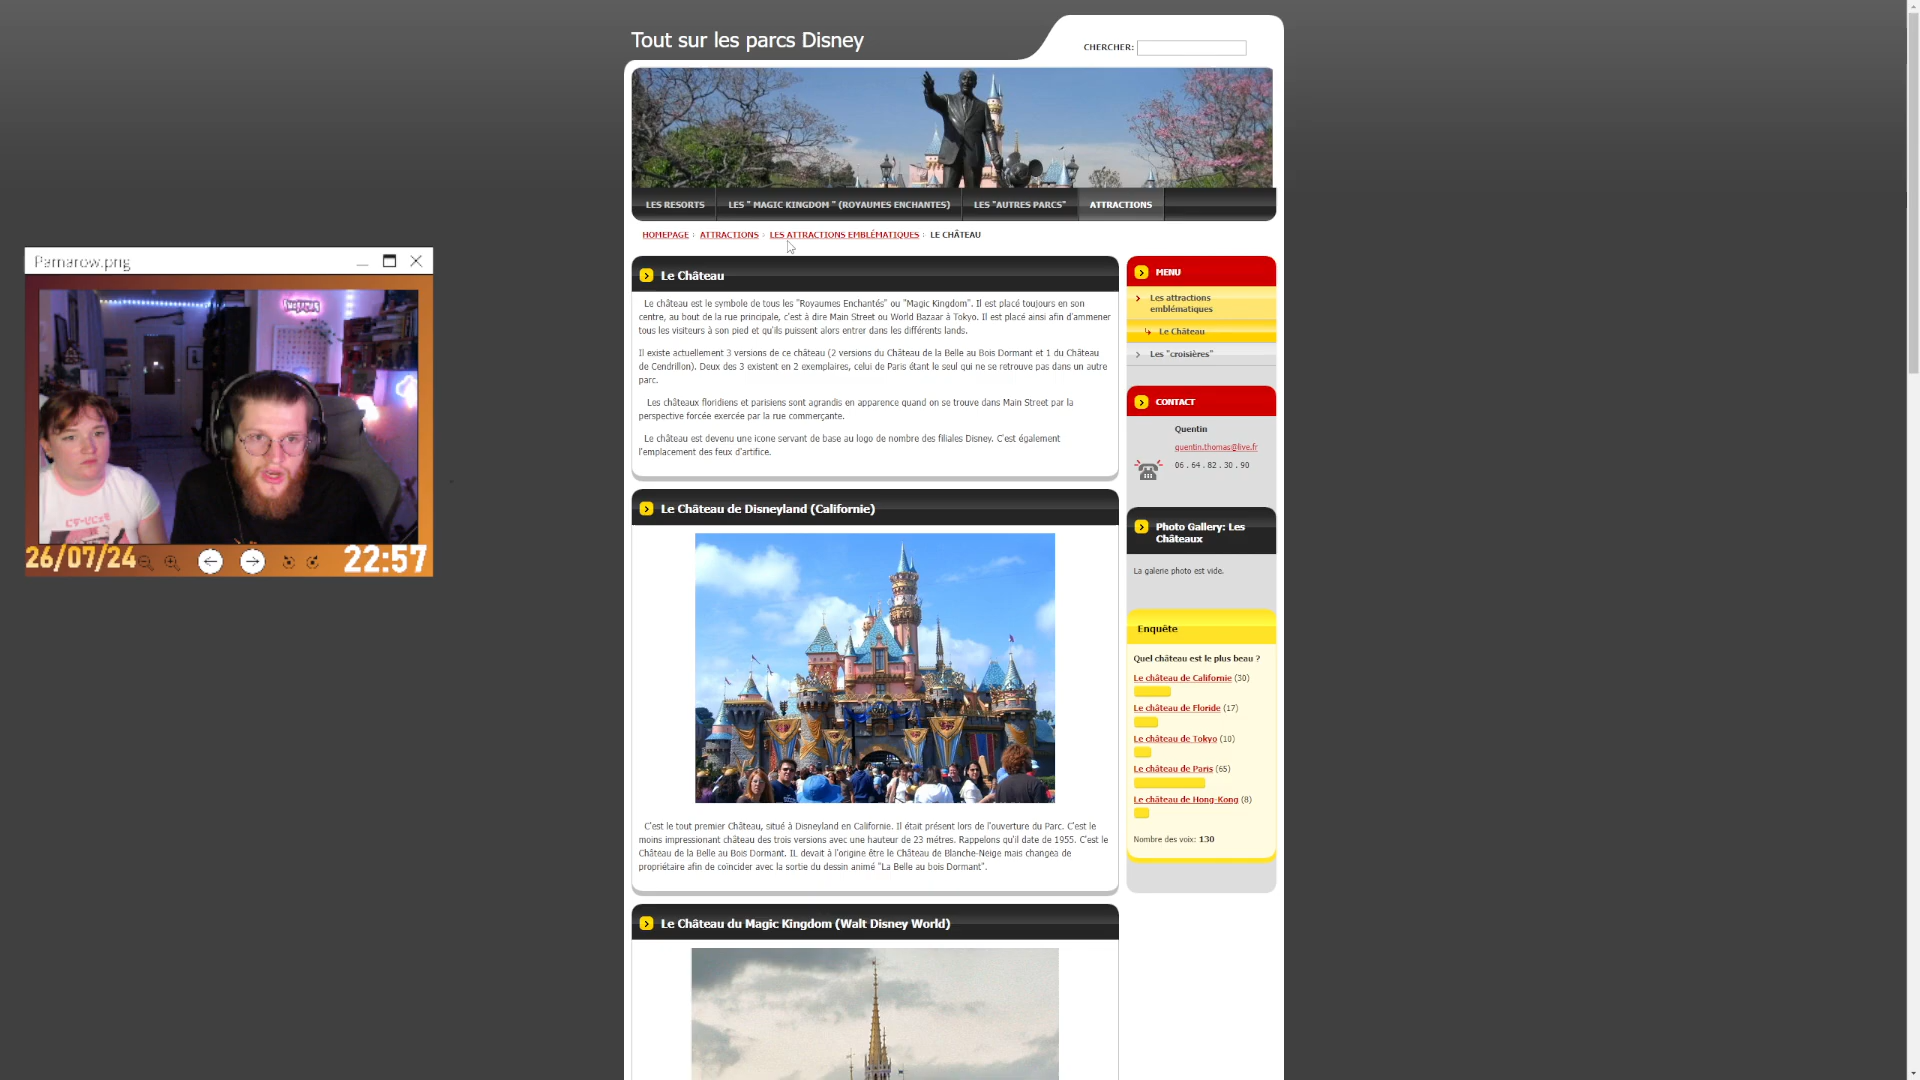 Tout sur les parcs Disney
CHERCHER:
LES RESORTS
LES " MAGIC KINGDOM " (ROYAUMES ENCHANTES)
LES "AUTRES PARCS"
ATTRACTIONS
HOMEPAGE
ATTRACTIONS
LES ATTRACTIONS EMBLÉMATIQUES
LE CHÂTEAU
Le Château
Le château est le symbole de tous les "Royaumes Enchantés" ou "Magic Kingdom". Il est placé toujours en son
centre, au bout de la rue principale, c'est à dire Main Street ou World Bazaar à Tokyo. Il est placé ainsi afin d'ammener
tous les visiteurs à son pied et qu'ils puissent alors entrer dans les différents lands.
Il existe actuellement 3 versions de ce château (2 versions du Château de la Belle au Bois Dormant et 1 du Château
de Cendrillon). Deux des 3 existent en 2 exemplaires, celui de Paris étant le seul qui ne se retrouve pas dans un autre
parc.
Les châteaux floridiens et parisiens sont agrandis en apparence quand on se trouve dans Main Street par la
perspective forcée exercée par la rue commerçante.
Le château est devenu une icone servant de base au logo de nombre des filiales Disney. C'est également
l'emplacement des feux d'artifice.
Le Château de Disneyland (Californie)
C'est le tout premier Château, situé à Disneyland en Californie. Il était présent lors de l'ouverture du Parc. C'est le
moins impressionant château des trois versions avec une hauteur de 23 métres. Rappelons qu'il date de 1955. C'est le
Château de la Belle au Bois Dormant. IL devait à l'origine être le Château de Blanche-Neige mais changea de
propriétaire afin de coïncider avec la sortie du dessin animé "La Belle au bois Dormant".
Le Château du Magic Kingdom (Walt Disney World)
MENU
Les attractions
emblématiques
Le Château
Les "croisières"
CONTACT
Quentin
quentin.thomas@live.fr
06 . 64 . 82 . 30 . 90
Photo Gallery: Les
Châteaux
La galerie photo est vide.
Enquête
Quel château est le plus beau ?
Le château de Californie (30)
Le château de Floride (17)
Le château de Tokyo (10)
Le château de Paris (65)
Le château de Hong-Kong (8)
Nombre des voix: 130
Pamarow.png
26/07/24
22:57